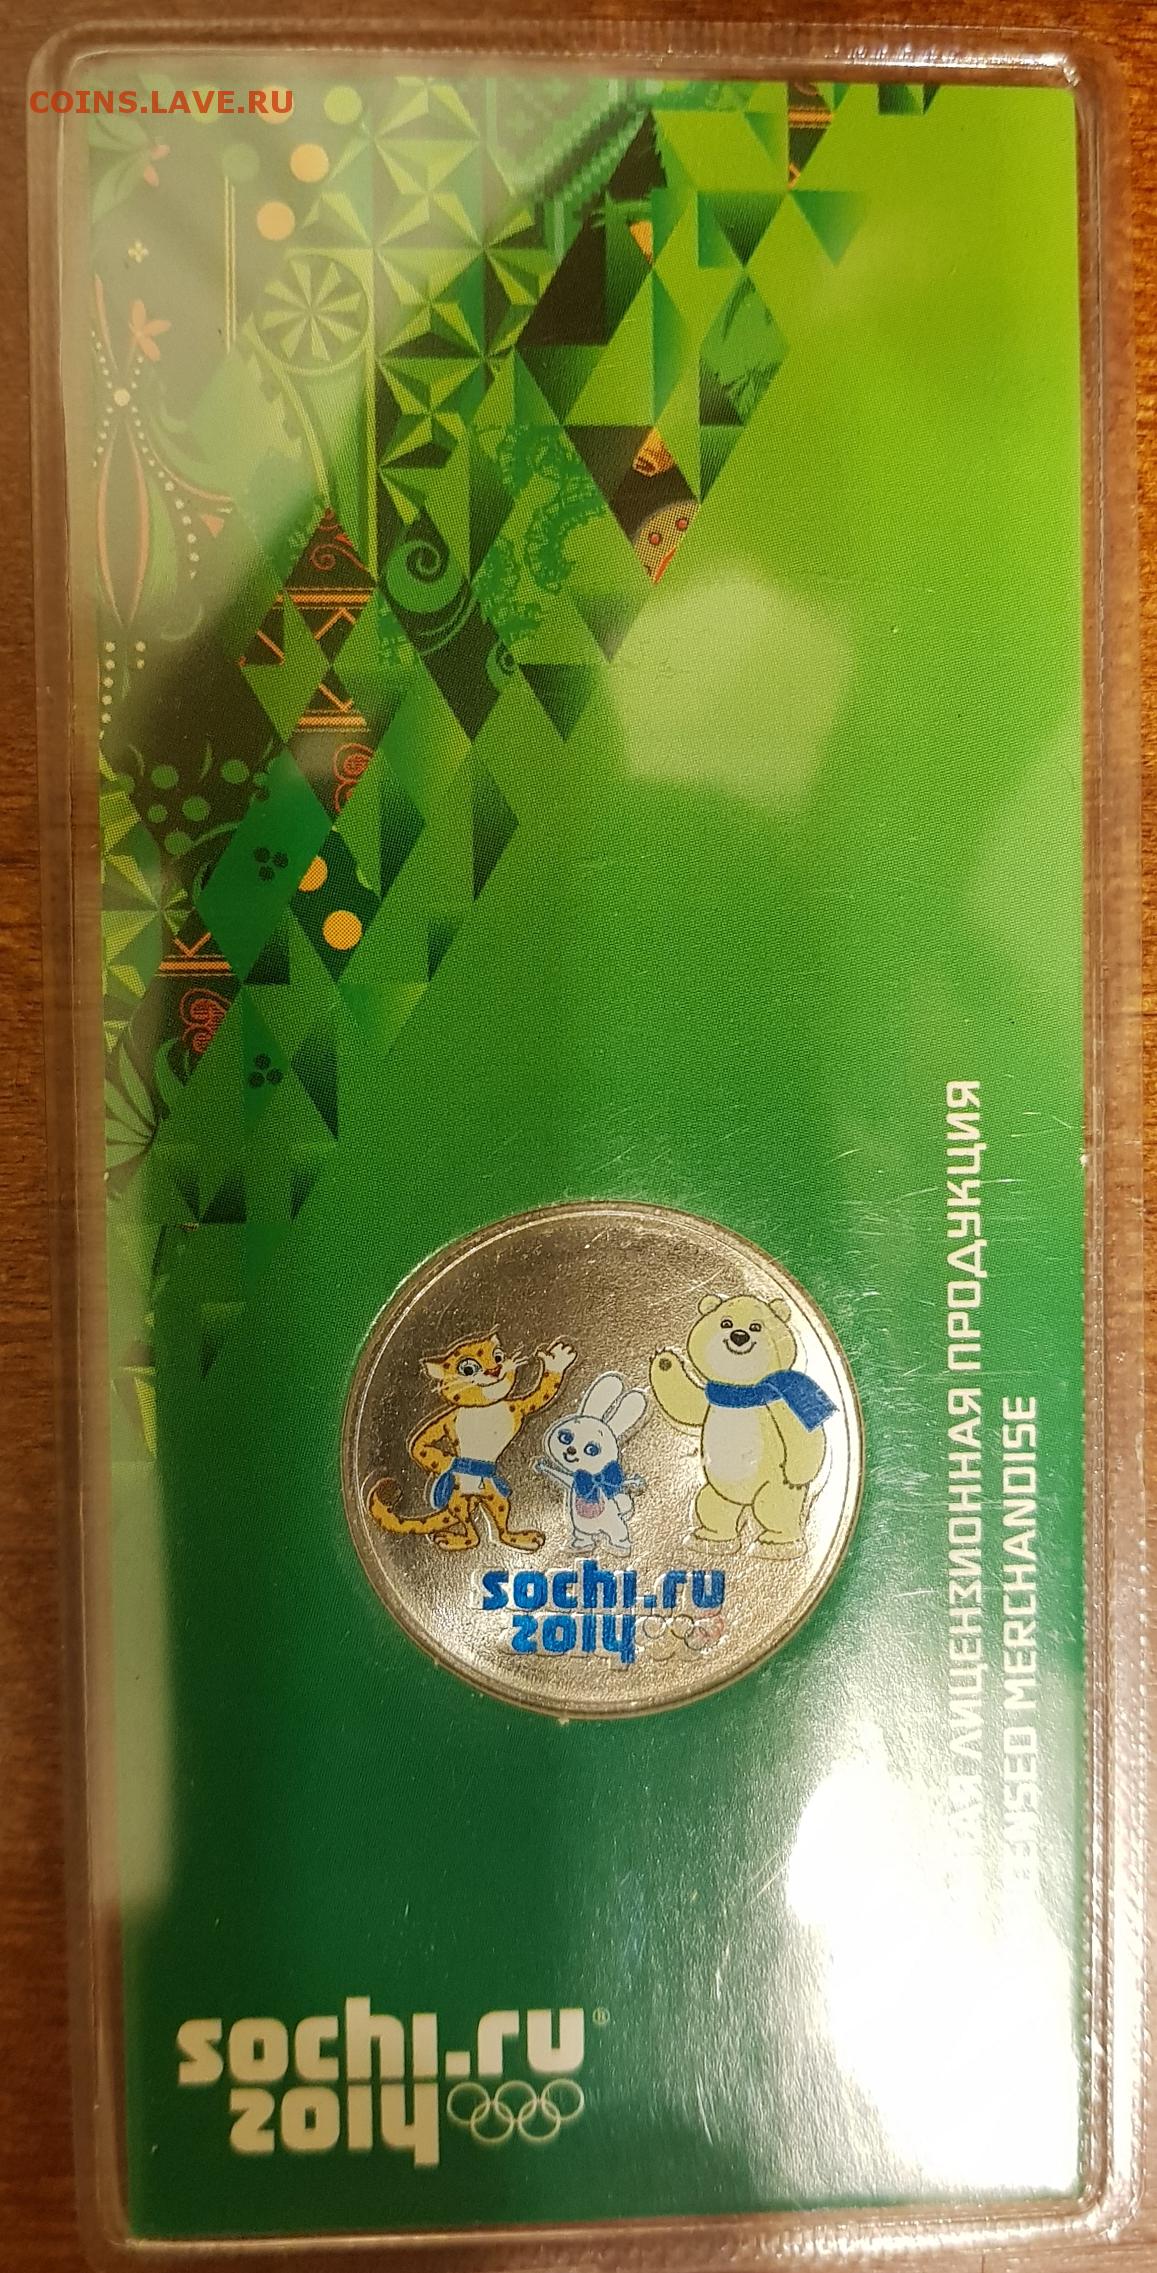 COINS.LAVE.RU
ЛИЦЕНЗИОННАЯ ПРОДУКЦИЯ
MERCHANDISE
sochi.ru
2014
sochi.ru®
2014